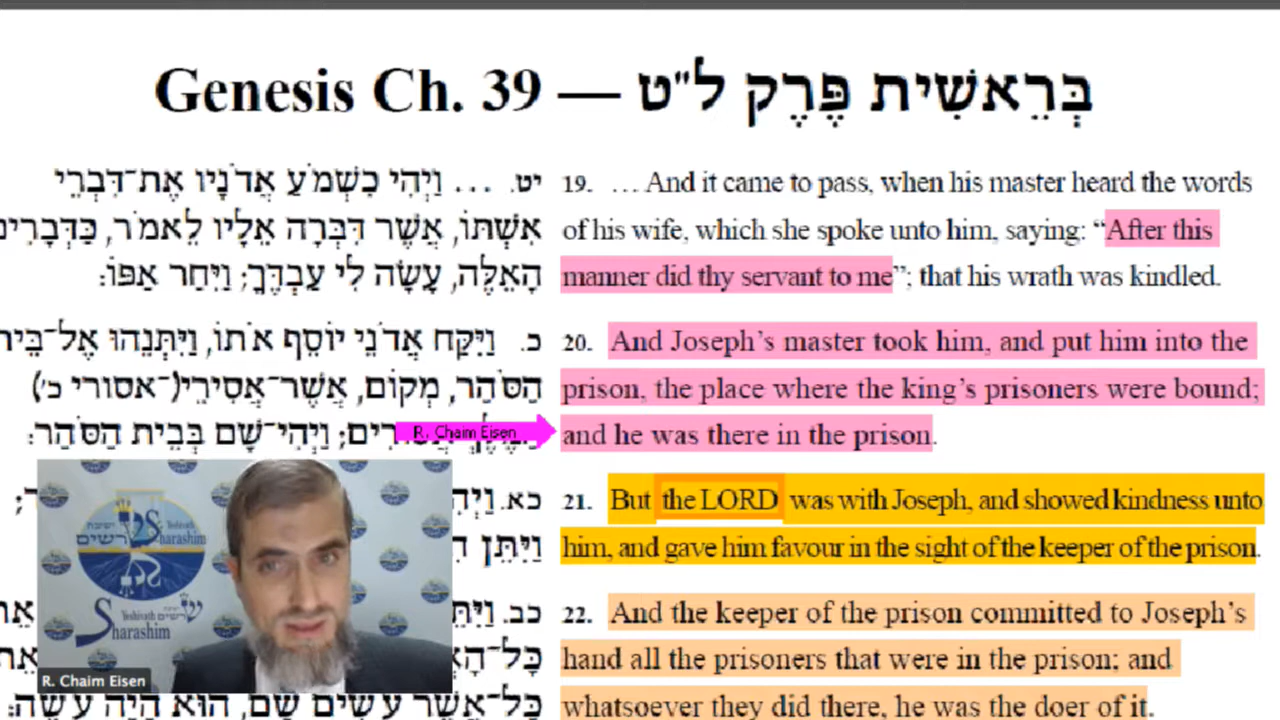 Genesis Ch. 39 — בְּרֵאשִׁית פֶּרֶק ל"ט
יט. ... וַיְהִי כִשְׁמֹעַ אֲדֹנָיו אֶת־דִּבְרֵי
אִשְׁתּוֹ, אֲשֶׁר דִּבְּרָה אֵלָיו לֵאמֹר, כַּדְּבָרִים
הָאֵלֶּה, עָשָׂה לִי עַבְדֶּךָ; וַיִּחַר אַפּוֹ:
כ. וַיִּקַּח אֲדֹנֵי יוֹסֵף אֹתוֹ, וַיִּתְּנֵהוּ אֶל־בֵּית
הַסֹּהַר, מְקוֹם, אֲשֶׁר־אֲסִירֵי(־אסורי כ')
וַיְהִי־שָׁם בְּבֵית הַסֹּהַר:
כא.
וַיִּתֵּן
כב.
כָּל־
כָּל־אֲשֶׁר עֹשִׂים שָׁם, הוּא הָיָה עֹשֶׂה:
19. ...And it came to pass, when his master heard the words
of his wife, which she spoke unto him, saying: “After this
manner did thy servant to me”; that his wrath was kindled.
20. And Joseph’s master took him, and put him into the
prison, the place where the king’s prisoners were bound;
and he was there in the prison.
21. But the LORD was with Joseph, and showed kindness unto
him, and gave him favour in the sight of the keeper of the prison.
22. And the keeper of the prison committed to Joseph’s
hand all the prisoners that were in the prison; and
whatsoever they did there, he was the doer of it.
R. Chaim Eisen
ישיבת שרשים
Yeshivath Sharashim
R. Chaim Eisen